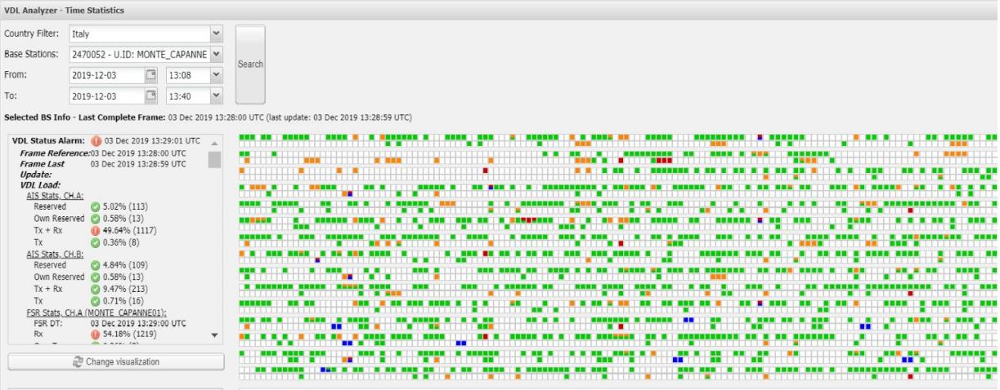 VDL Analyzer - Time Statistics
Country Filter: Italy
Base Stations: 2470052 - U.ID: MONTE_CAPANNE
Search
From: 2019-12-03 13:08
To: 2019-12-03 13:40
Selected BS Info - Last Complete Frame: 03 Dec 2019 13:28:00 UTC (last update: 03 Dec 2019 13:28:59 UTC)
VDL Status Alarm: 03 Dec 2019 13:29:01 UTC
Frame Reference: 03 Dec 2019 13:28:00 UTC
Frame Last 03 Dec 2019 13:28:59 UTC
Update:
VDL Load:
AIS Stats, CH.A:
Reserved 5.02% (113)
Own Reserved 0.58% (13)
Tx + Rx 49.64% (1117)
Tx 0.36% (8)
AIS Stats, CH.B:
Reserved 4.84% (109)
Own Reserved 0.58% (13)
Tx + Rx 9.47% (213)
Tx 0.71% (16)
FSR Stats, CH.A (MONTE_CAPANNE01):
FSR DT: 03 Dec 2019 13:29:00 UTC
Rx 54.18% (1219)
Change visualization